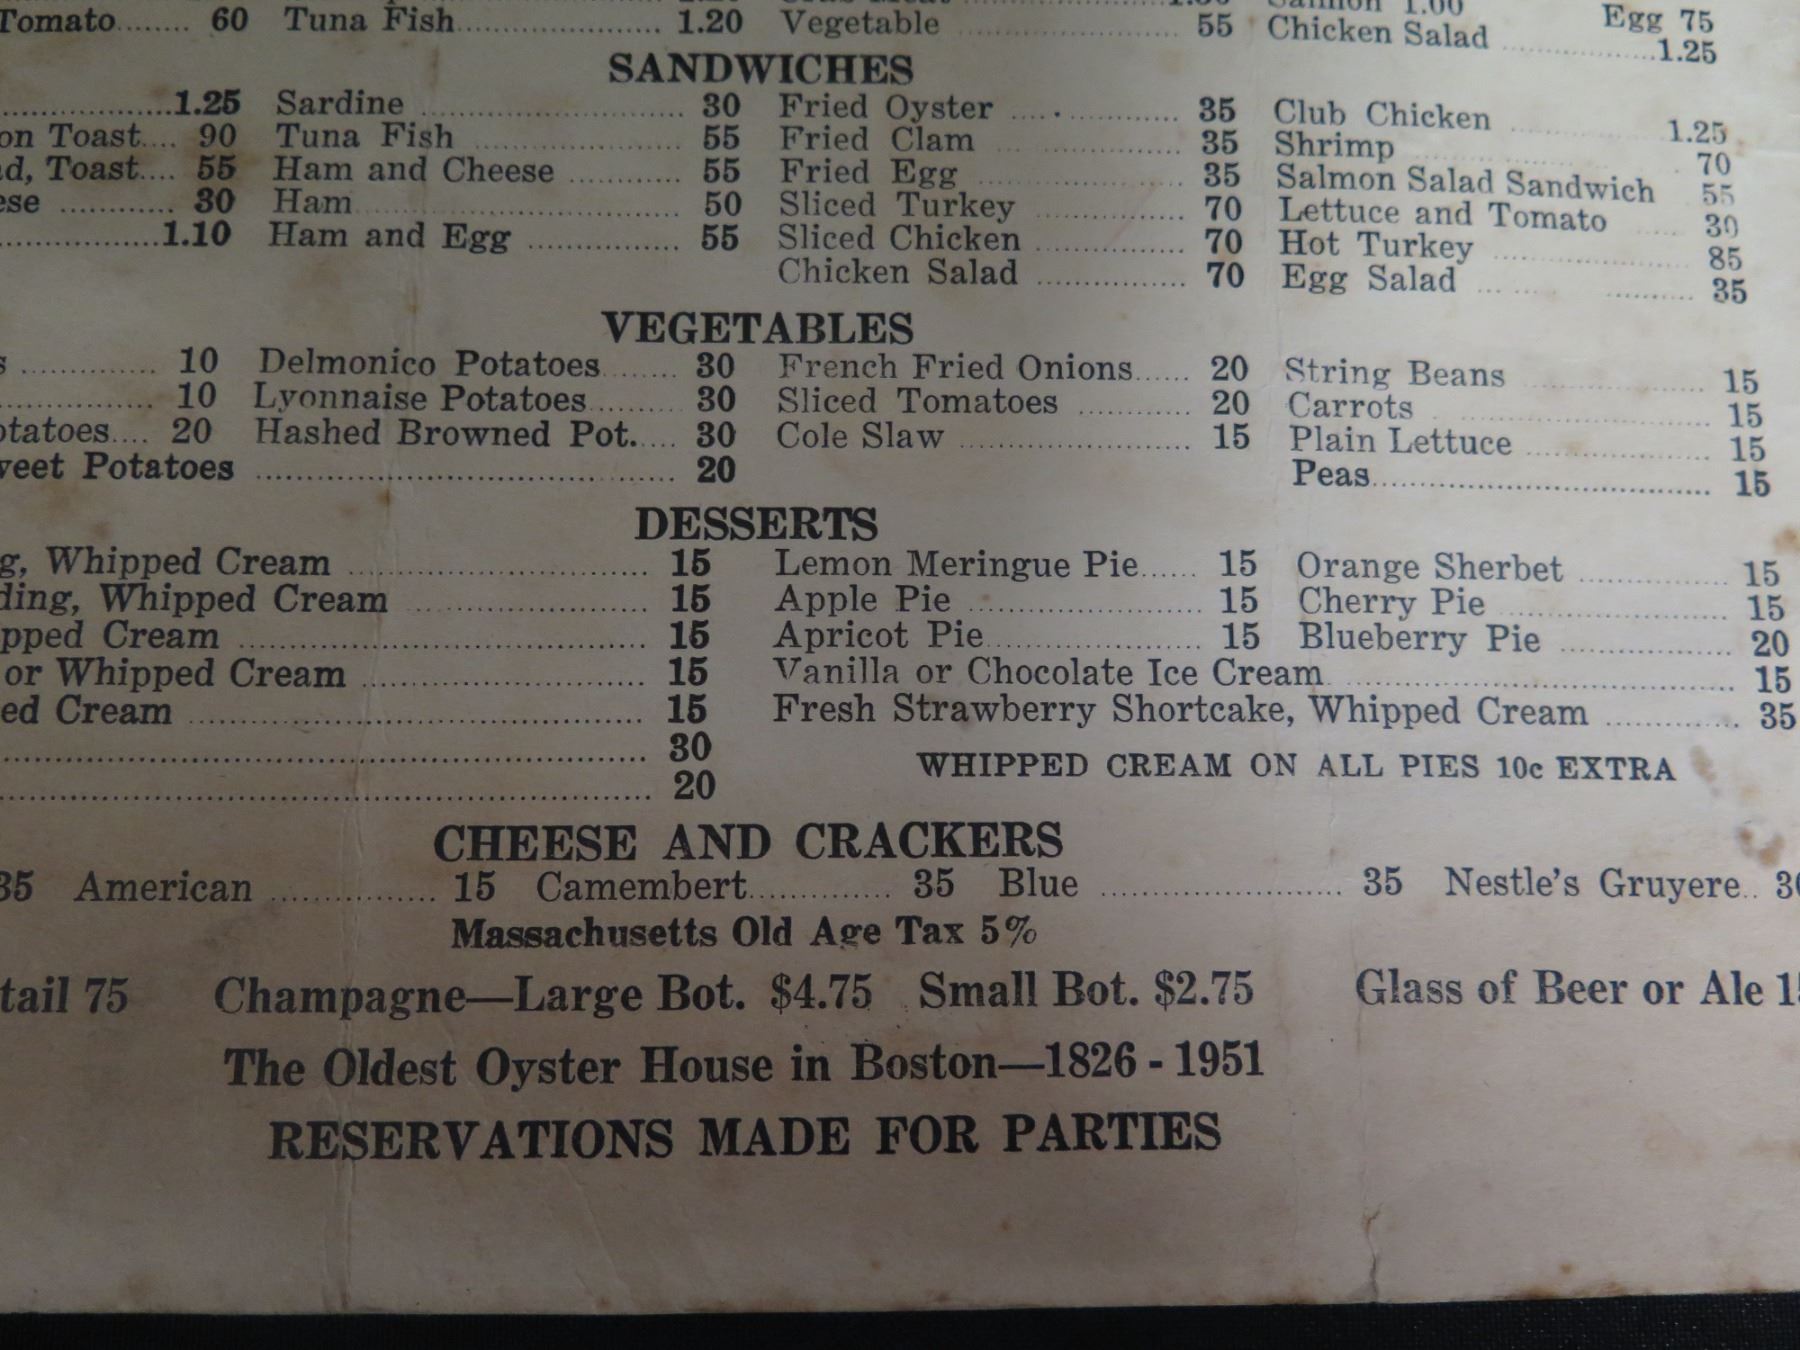 Tomato........ 60 Tuna Fish.................... 1.20 Vegetable .................... 55 Chicken Salad ..............1.25
Egg 75
SANDWICHES
.................1.25 Sardine .......................... 30 Fried Oyster ................ 35 Club Chicken ................ 1.25
on Toast.... 90 Tuna Fish ..................... 55 Fried Clam .................... 35 Shrimp .................... 70
Toast.... 55 Ham and Cheese ........... 55 Fried Egg .................... 35 Salmon Salad Sandwich 55
............ 30 Ham................................ 50 Sliced Turkey .............. 70 Lettuce and Tomato ..... 30
................1.10 Ham and Egg ............... 55 Sliced Chicken .............. 70 Hot Turkey .................. 85
Chicken Salad ............... 70 Egg Salad .................. 35
VEGETABLES
.............. 10 Delmonico Potatoes........ 30 French Fried Onions...... 20 String Beans .................. 15
................ 10 Lyonnaise Potatoes......... 30 Sliced Tomatoes ........... 20 Carrots .......................... 15
.... 20 Hashed Browned Pot..... 30 Cole Slaw ...................... 15 Plain Lettuce .................. 15
Potatoes .......................................... 20 Peas................................. 15
DESSERTS
Whipped Cream .............................. 15 Lemon Meringue Pie...... 15 Orange Sherbet .............. 15
Whipped Cream ........................ 15 Apple Pie ....................... 15 Cherry Pie .................... 15
Cream ........................................ 15 Apricot Pie..................... 15 Blueberry Pie ................ 20
or Whipped Cream ............................ 15 Vanilla or Chocolate Ice Cream........................................ 15
Cream ............................................. 15 Fresh Strawberry Shortcake, Whipped Cream ............. 35
................................................................ 30
................................................................ 20
WHIPPED CREAM ON ALL PIES 10c EXTRA
CHEESE AND CRACKERS
35 American ................ 15 Camembert.............. 35 Blue ........................ 35 Nestle's Gruyere..
Massachusetts Old Age Tax 5%
75 Champagne—Large Bot. $4.75 Small Bot. $2.75 Glass of Beer or Ale
The Oldest Oyster House in Boston—1826 - 1951
RESERVATIONS MADE FOR PARTIES